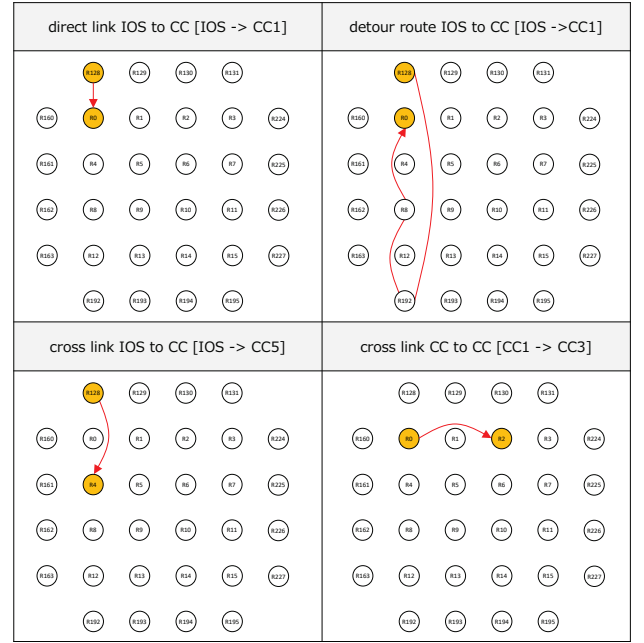 direct link IOS to CC [IOS -> CC1]
R128 R129 R130 R131
R160 R0 R1 R2 R3 R224
R161 R4 R5 R6 R7 R225
R162 R8 R9 R10 R11 R226
R163 R12 R13 R14 R15 R227
R192 R193 R194 R195
detour route IOS to CC [IOS ->CC1]
R128 R129 R130 R131
R160 R0 R1 R2 R3 R224
R161 R4 R5 R6 R7 R225
R162 R8 R9 R10 R11 R226
R163 R12 R13 R14 R15 R227
R192 R193 R194 R195
cross link IOS to CC [IOS -> CC5]
R128 R129 R130 R131
R160 R0 R1 R2 R3 R224
R161 R4 R5 R6 R7 R225
R162 R8 R9 R10 R11 R226
R163 R12 R13 R14 R15 R227
R192 R193 R194 R195
cross link CC to CC [CC1 -> CC3]
R128 R129 R130 R131
R160 R0 R1 R2 R3 R224
R161 R4 R5 R6 R7 R225
R162 R8 R9 R10 R11 R226
R163 R12 R13 R14 R15 R227
R192 R193 R194 R195